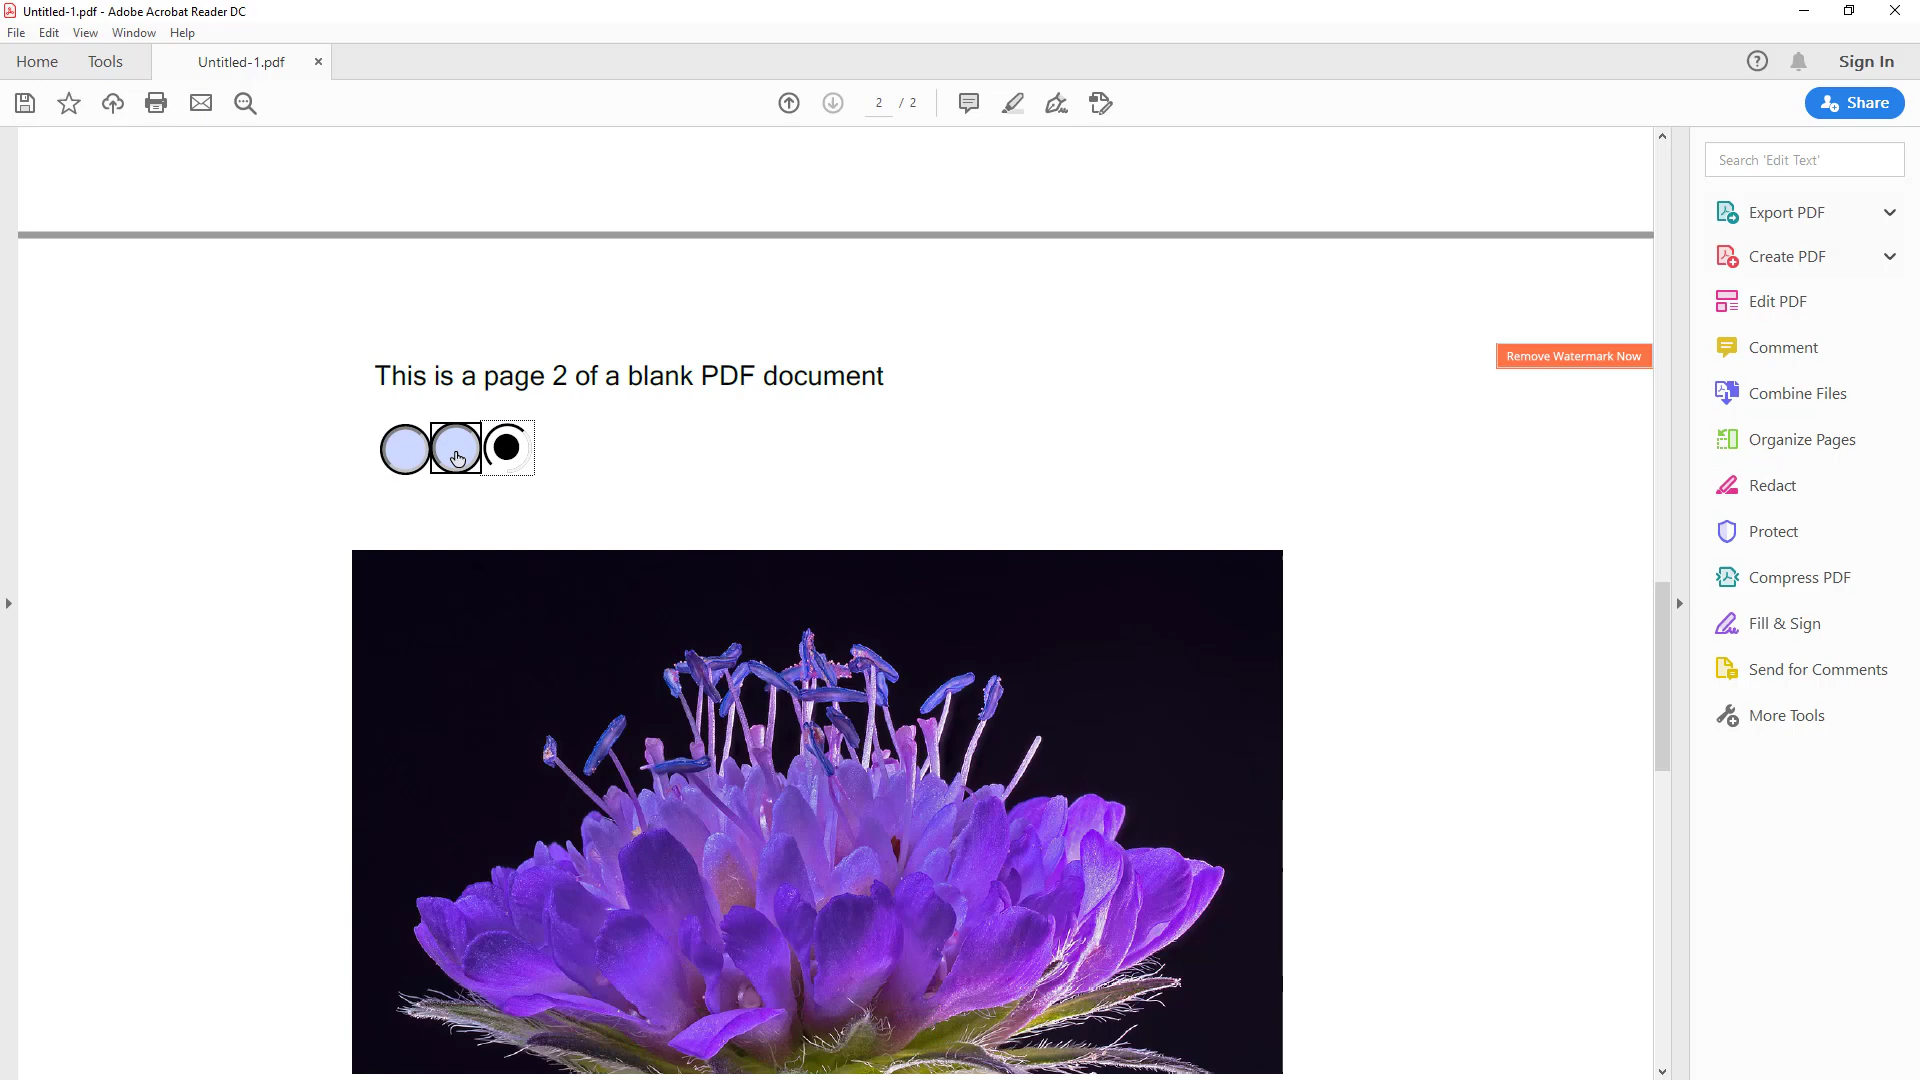 Untitled-1.pdf - Adobe Acrobat Reader DC
File Edit View Window Help
Home Tools Untitled-1.pdf Sign In
2 / 2
Share
Search 'Edit Text'
Export PDF
Create PDF
Edit PDF
Comment
Combine Files
Organize Pages
Redact
Protect
Compress PDF
Fill & Sign
Send for Comments
More Tools
Remove Watermark Now
This is a page 2 of a blank PDF document